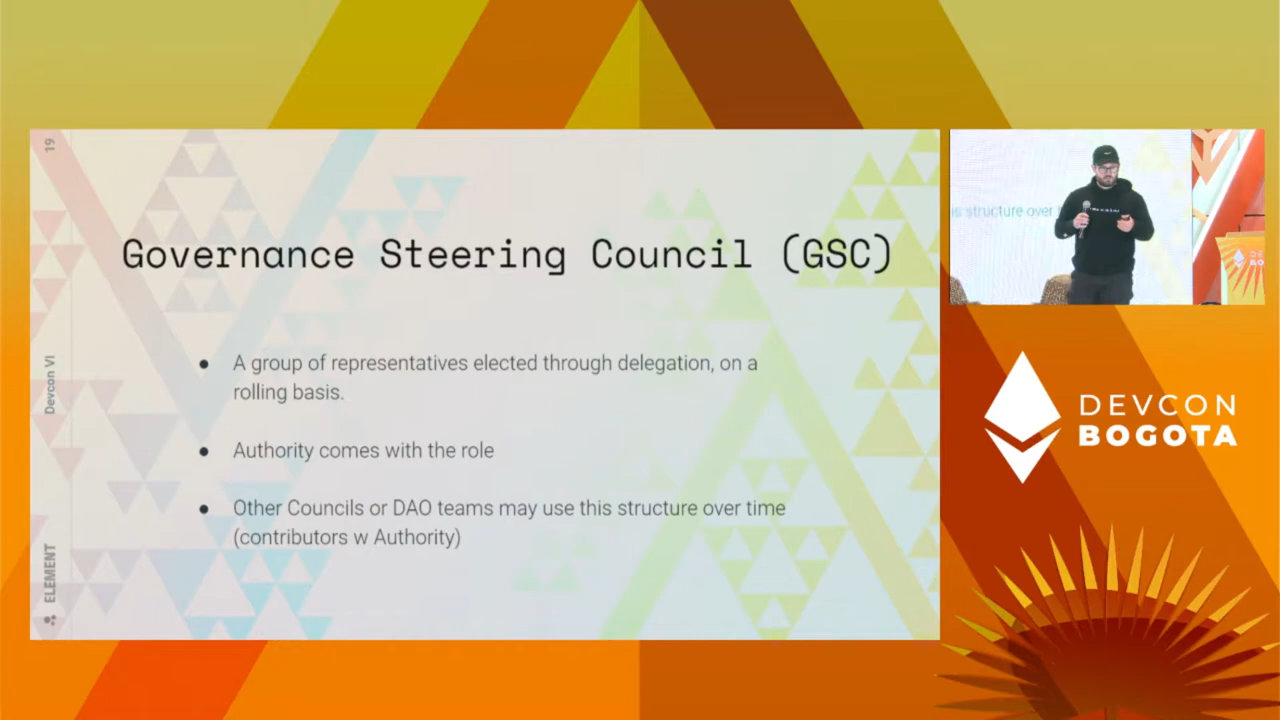 19
Devcon VI
ELEMENT
Governance Steering Council (GSC)
● A group of representatives elected through delegation, on a
rolling basis.
● Authority comes with the role
● Other Councils or DAO teams may use this structure over time
(contributors w Authority)
is structure over
DEVCON
BOGOTA